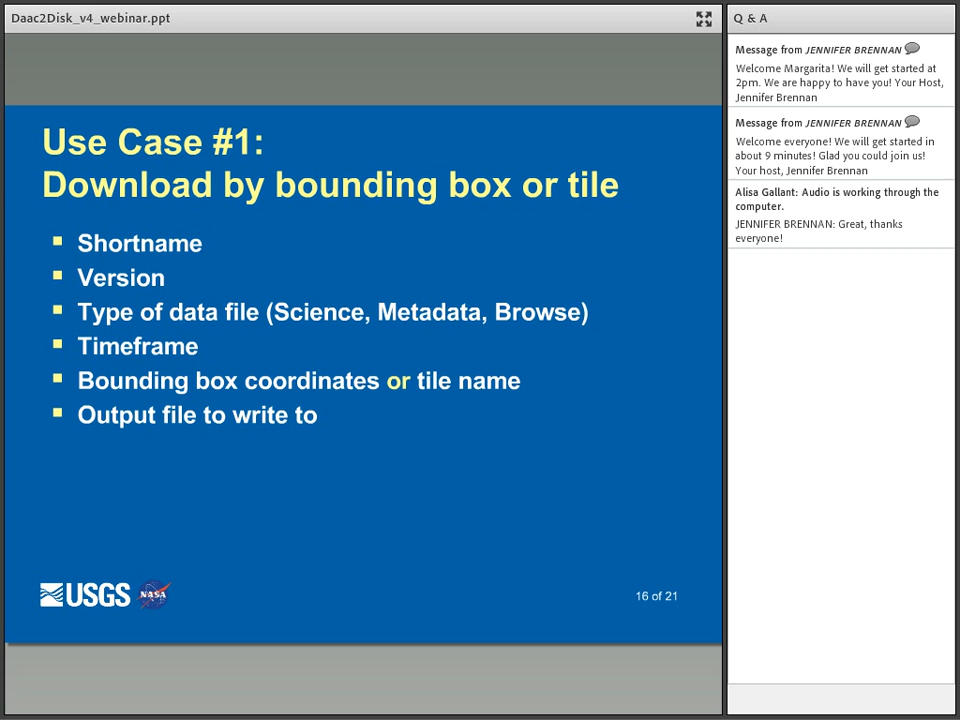 Daac2Disk_v4_webinar.ppt
Use Case #1:
Download by bounding box or tile
Shortname
Version
Type of data file (Science, Metadata, Browse)
Timeframe
Bounding box coordinates or tile name
Output file to write to
USGS
NASA
16 of 21
Q & A
Message from JENNIFER BRENNAN
Welcome Margarita! We will get started at
2pm. We are happy to have you! Your Host,
Jennifer Brennan
Message from JENNIFER BRENNAN
Welcome everyone! We will get started in
about 9 minutes! Glad you could join us!
Your host, Jennifer Brennan
Alisa Gallant: Audio is working through the
computer.
JENNIFER BRENNAN: Great, thanks
everyone!